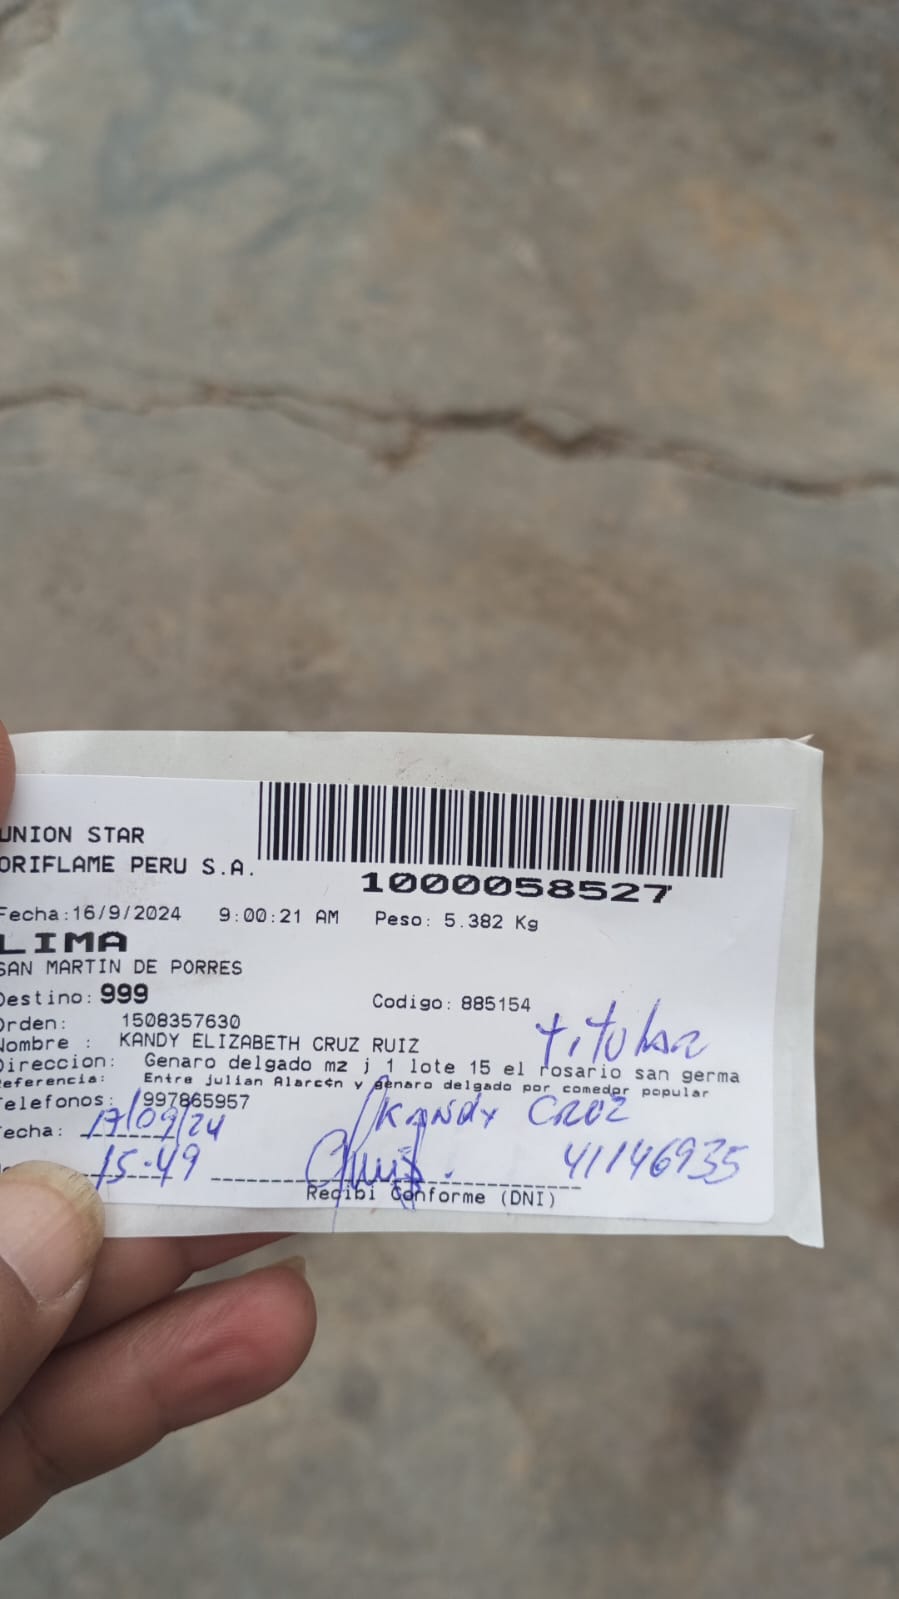 UNION STAR
ORIFLAME PERU S.A.
1000058527
Fecha:16/9/2024 9:00:21 AM Peso: 5.382 Kg
LIMA
SAN MARTIN DE PORRES
Destino: 999 Codigo: 885154
Orden: 1508357630
titular
Nombre : KANDY ELIZABETH CRUZ RUIZ
Direccion: Genaro delgado mz j 1 lote 15 el rosario san germa
Referencia: Entre julian Alarcón y genaro delgado por comedor popular
Telefonos: 997865957
KANDY CRUZ
Fecha: 17/09/24
15-49
41146935
Recibi Conforme (DNI)